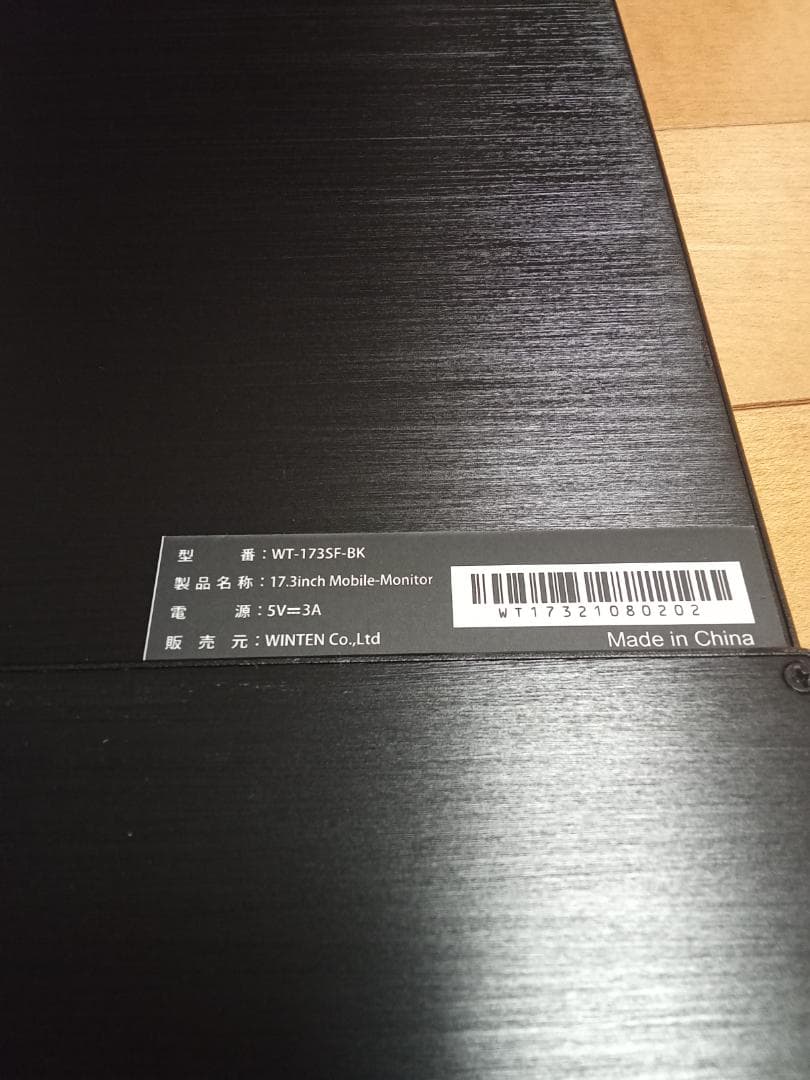 型番：WT-173SF-BK
製品名称：17.3inch Mobile-Monitor
電源：5V⎓3A
販売元：WINTEN Co.,Ltd
WT17321080202
Made in China